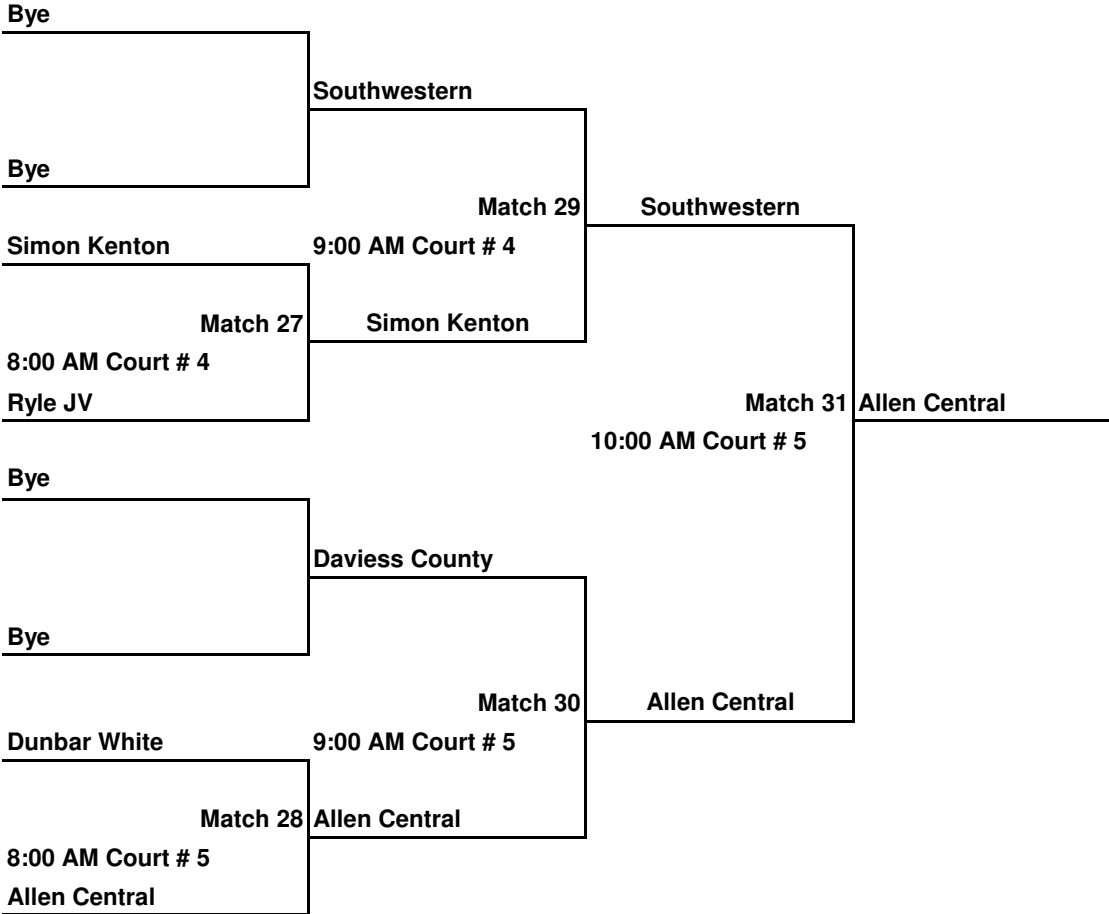 Bye
Southwestern
Bye
Match 29 Southwestern
Simon Kenton 9:00 AM Court # 4
Match 27 Simon Kenton
8:00 AM Court # 4
Ryle JV Match 31 Allen Central
10:00 AM Court # 5
Bye
Daviess County
Bye
Match 30 Allen Central
Dunbar White 9:00 AM Court # 5
Match 28 Allen Central
8:00 AM Court # 5
Allen Central